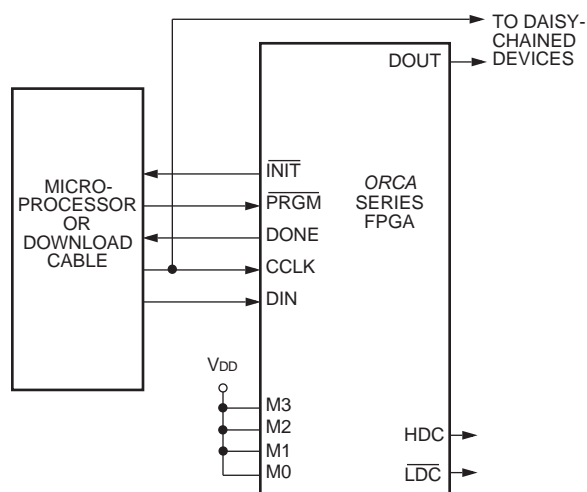 TO DAISY-
CHAINED
DEVICES
DOUT
MICRO-
PROCESSOR
OR
DOWNLOAD
CABLE
INIT
PRGM
DONE
CCLK
DIN
ORCA
SERIES
FPGA
VDD
M3
M2
M1
M0
HDC
LDC